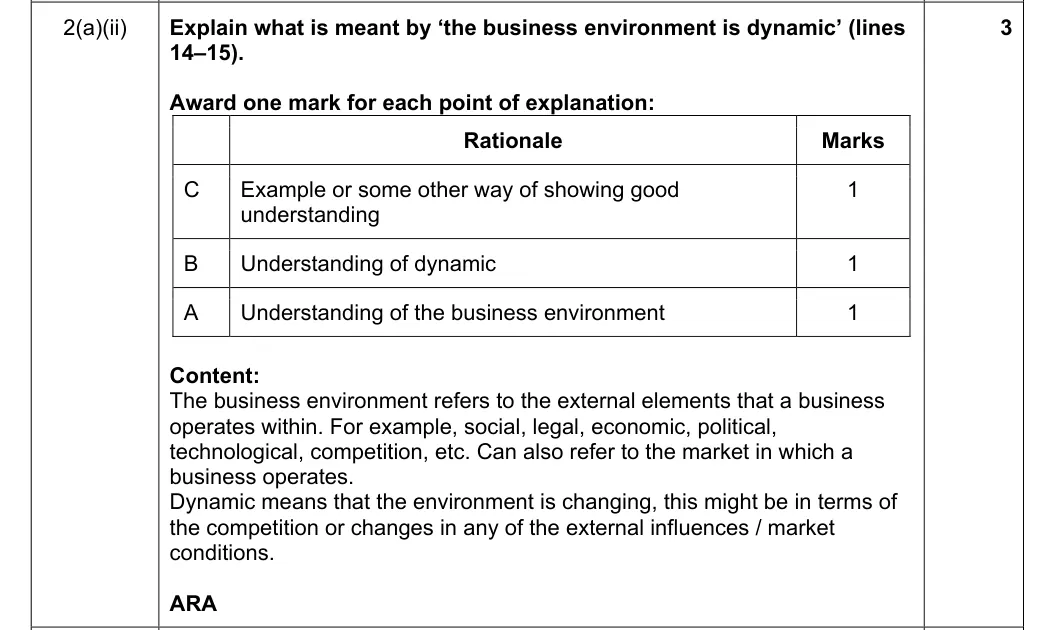 2(a)(ii)
Explain what is meant by ‘the business environment is dynamic’ (lines
14–15).
3
Award one mark for each point of explanation:
Rationale Marks
C Example or some other way of showing good
understanding
1
B Understanding of dynamic 1
A Understanding of the business environment 1
Content:
The business environment refers to the external elements that a business
operates within. For example, social, legal, economic, political,
technological, competition, etc. Can also refer to the market in which a
business operates.
Dynamic means that the environment is changing, this might be in terms of
the competition or changes in any of the external influences / market
conditions.
ARA